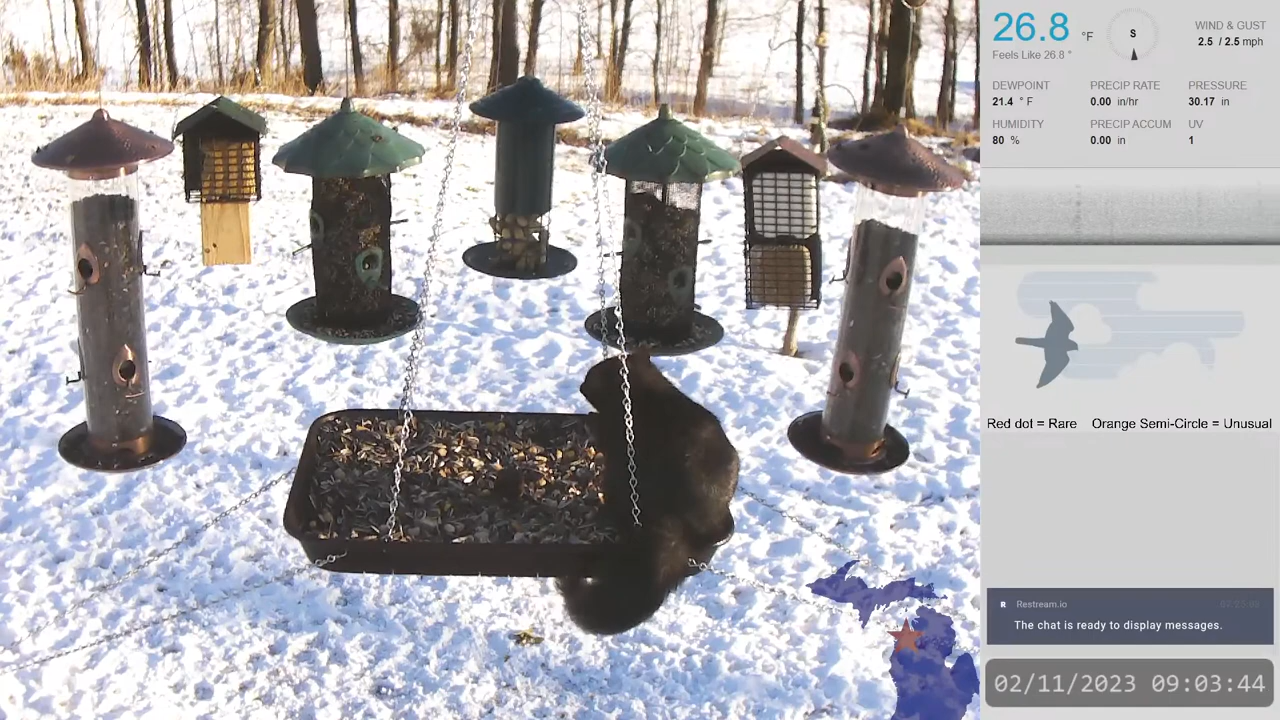 26.8 °F
Feels Like 26.8 °
S
WIND & GUST
2.5 / 2.5 mph
DEWPOINT
PRECIP RATE
PRESSURE
21.4 ° F
0.00 in/hr
30.17 in
HUMIDITY
PRECIP ACCUM
UV
80 %
0.00 in
1
Red dot = Rare Orange Semi-Circle = Unusual
R Restream.io
The chat is ready to display messages.
02/11/2023 09:03:44